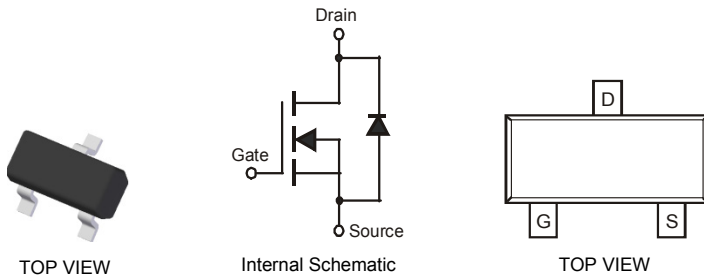 Drain
D
Gate
G
S
Source
TOP VIEW
Internal Schematic
TOP VIEW